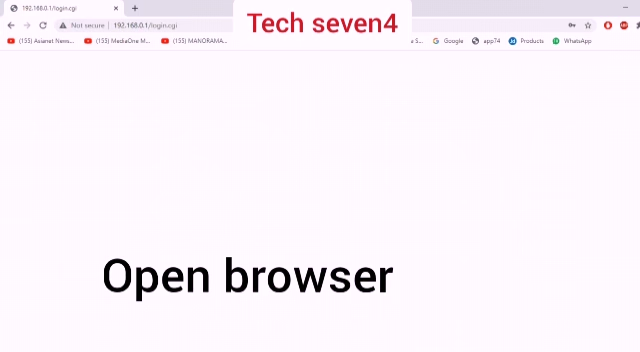 192.168.0.1/login.cgi
Tech seven4
Not secure | 192.168.0.1/login.cgi
(155) Asianet News... (155) MediaOne M... (155) MANORAMA... a S... Google app74 Products WhatsApp
Open browser